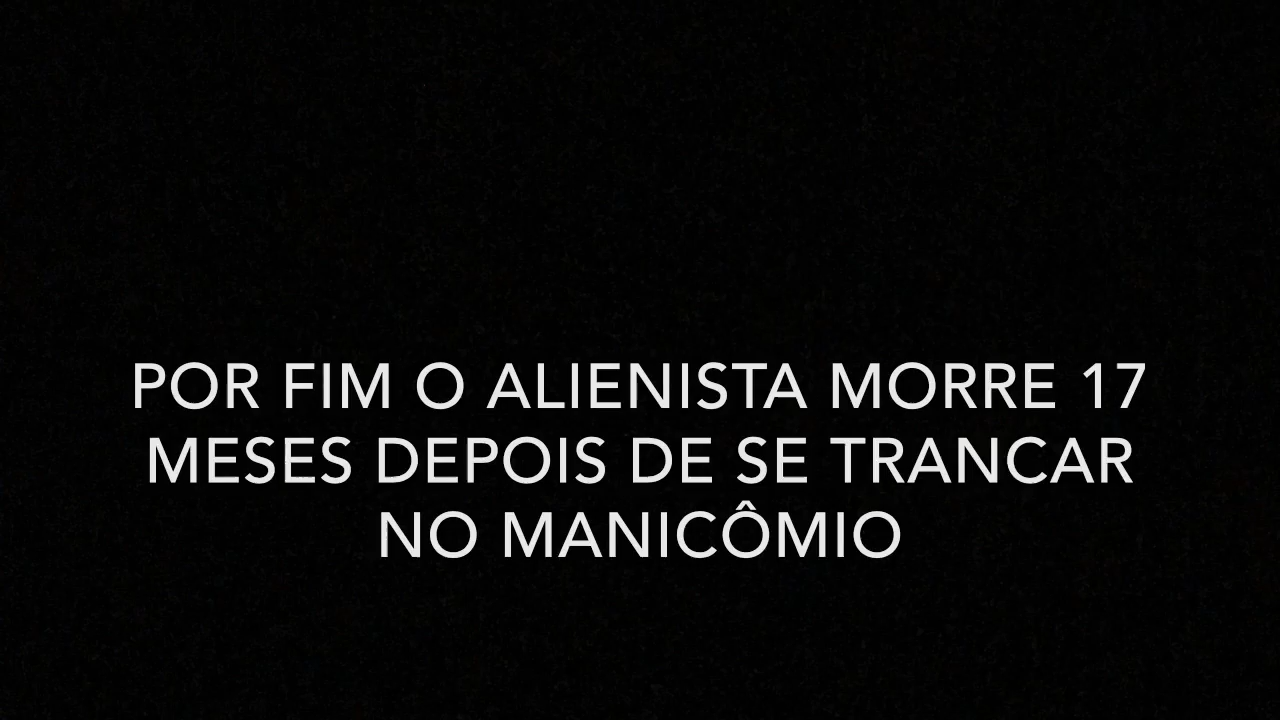 POR FIM O ALIENISTA MORRE 17
MESES DEPOIS DE SE TRANCAR
NO MANICÔMIO